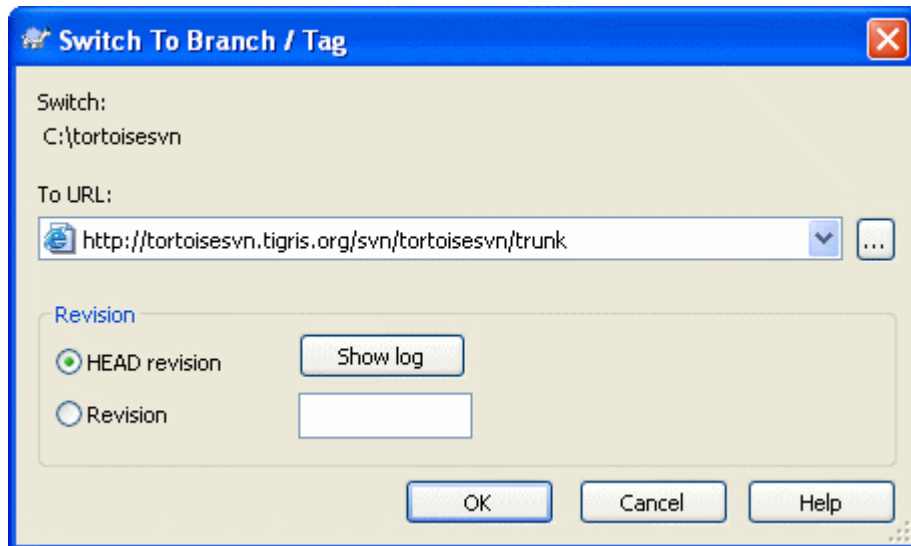 Switch To Branch / Tag
Switch:
C:\tortoisesvn
To URL:
http://tortoisesvn.tigris.org/svn/tortoisesvn/trunk
...
Revision
HEAD revision
Show log
Revision
OK
Cancel
Help